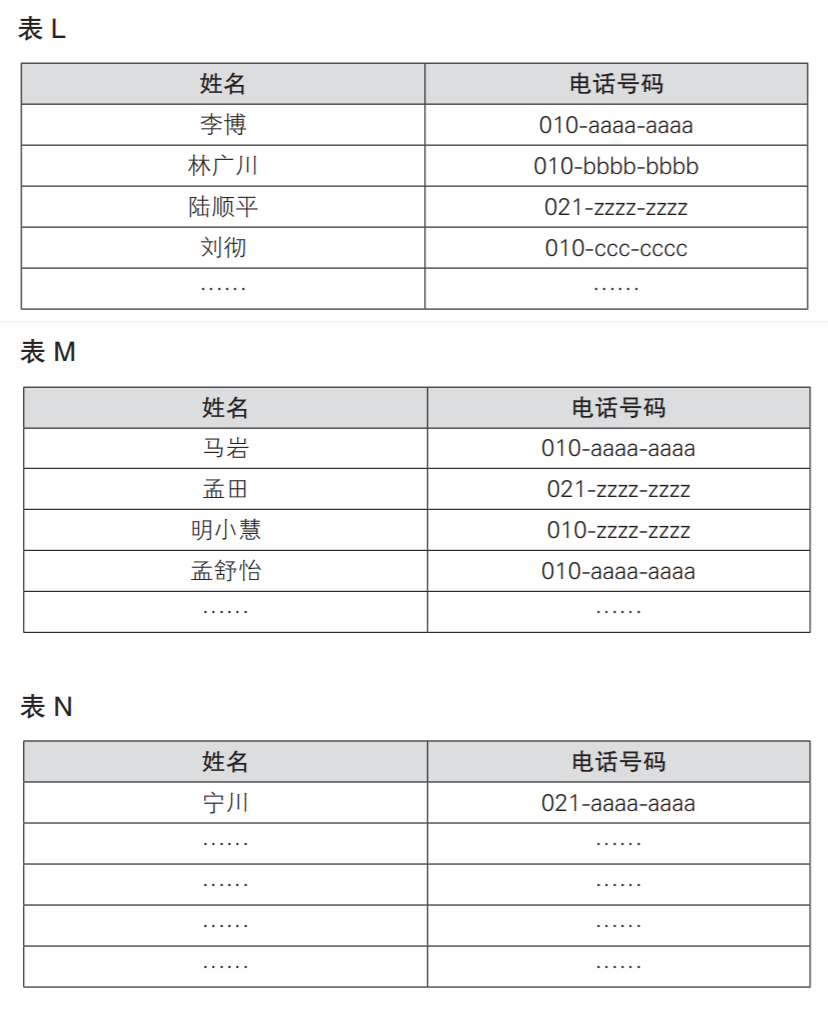 表 L
姓名 电话号码
李博 010-aaaa-aaaa
林广川 010-bbbb-bbbb
陆顺平 021-zzzz-zzzz
刘彻 010-ccc-cccc
…… ……
表 M
姓名 电话号码
马岩 010-aaaa-aaaa
孟田 021-zzzz-zzzz
明小慧 010-zzzz-zzzz
孟舒怡 010-aaaa-aaaa
…… ……
表 N
姓名 电话号码
宁川 021-aaaa-aaaa
…… ……
…… ……
…… ……
…… ……